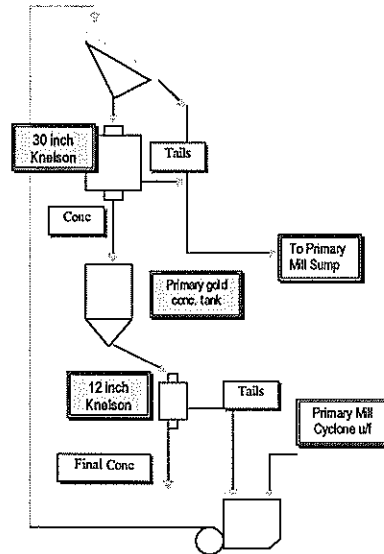 30 inch
Knelson
Tails
Conc
To Primary
Mill Sump
Primary gold
conc. tank
12 inch
Knelson
Tails
Primary Mill
Cyclone u/f
Final Conc